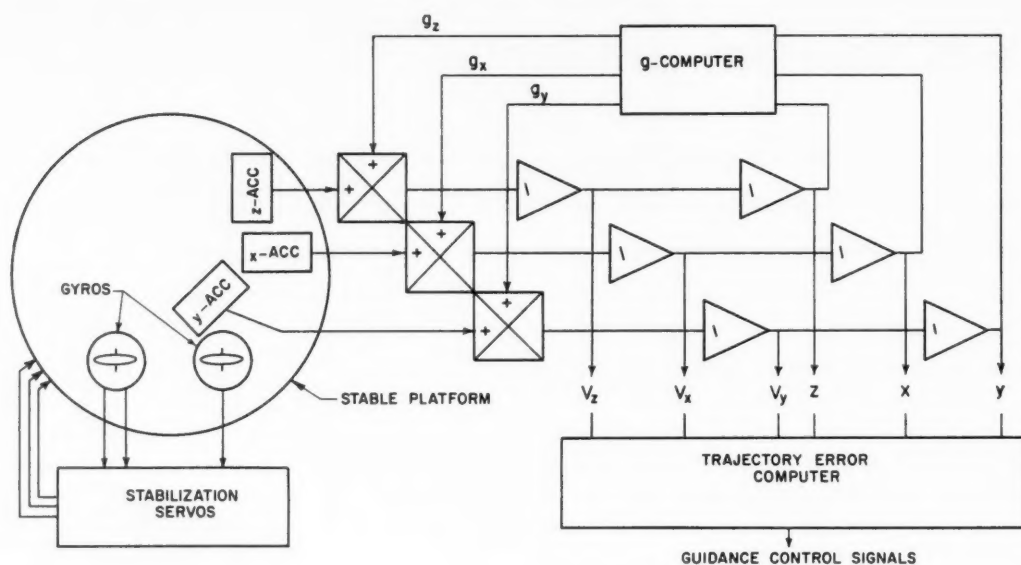 g_z
g_x
g_y
g-COMPUTER
+
+
z-ACC
+
+
x-ACC
+
+
y-ACC
I
I
I
I
I
I
GYROS
STABLE PLATFORM
V_z
V_x
V_y
z
x
y
STABILIZATION
SERVOS
TRAJECTORY ERROR
COMPUTER
GUIDANCE CONTROL SIGNALS